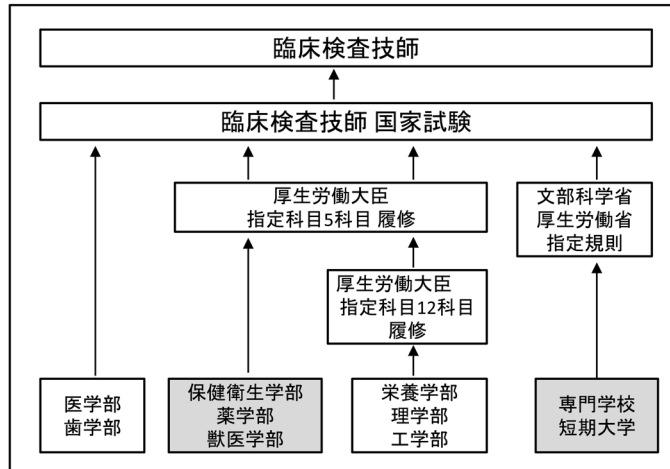 臨床検査技師
臨床検査技師 国家試験
厚生労働大臣
指定科目5科目 履修
文部科学省
厚生労働省
指定規則
厚生労働大臣
指定科目12科目
履修
医学部
歯学部
保健衛生学部
薬学部
獣医学部
栄養学部
理学部
工学部
専門学校
短期大学